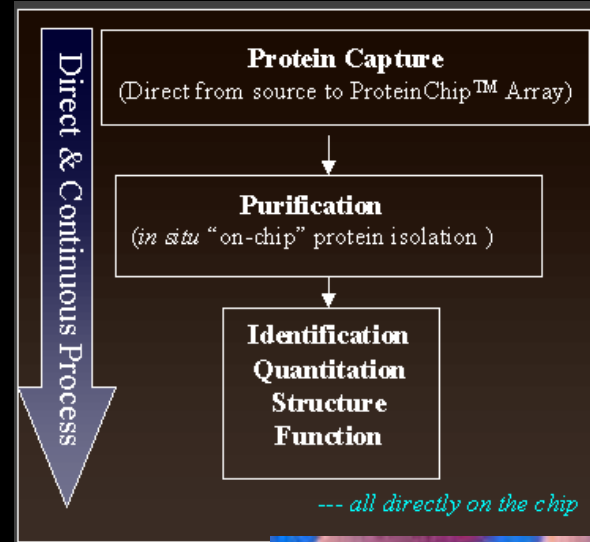 Direct & Continuous Process
Protein Capture
(Direct from source to ProteinChip™ Array)
Purification
(in situ “on-chip” protein isolation )
Identification
Quantitation
Structure
Function
--- all directly on the chip